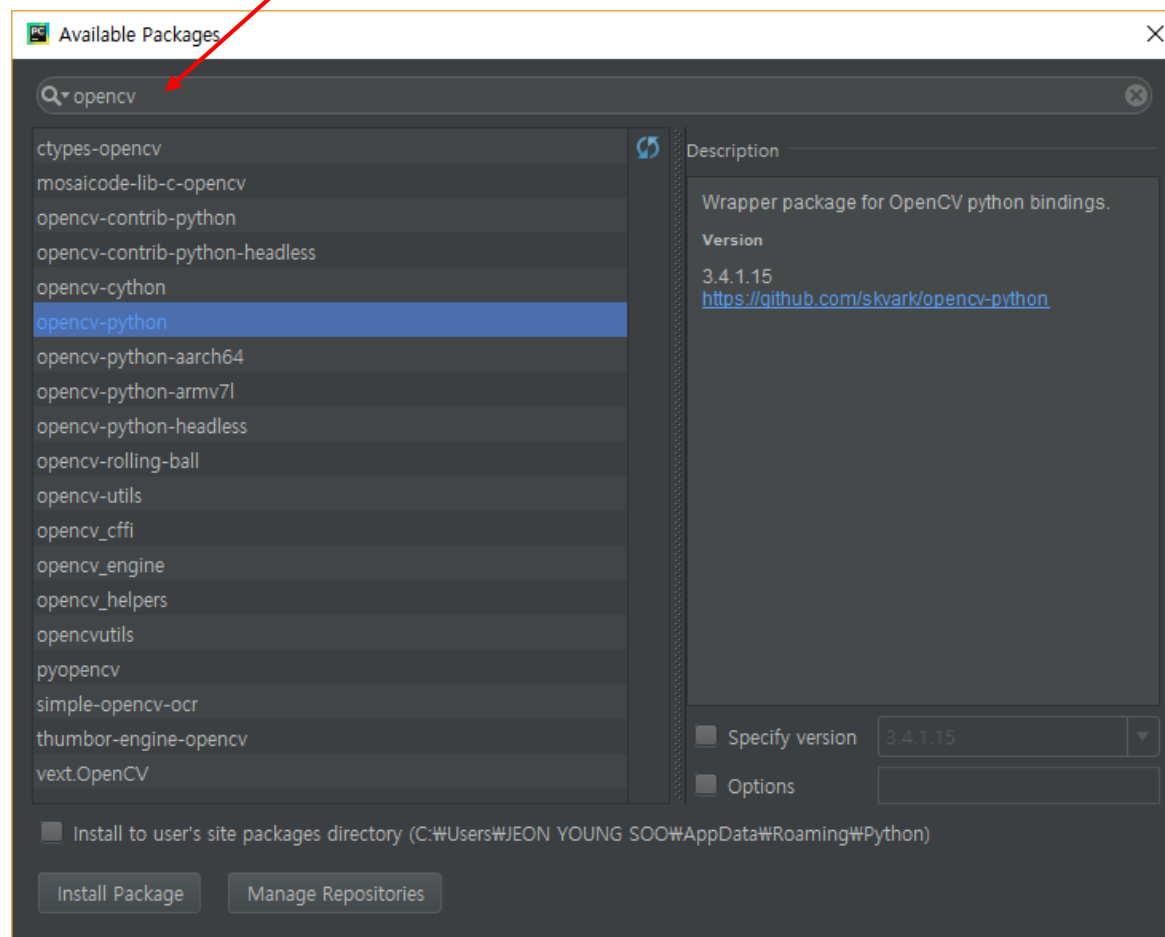 Available Packages
opencv
ctypes-opencv
mosaicode-lib-c-opencv
opencv-contrib-python
opencv-contrib-python-headless
opencv-cython
opencv-python
opencv-python-aarch64
opencv-python-armv7l
opencv-python-headless
opencv-rolling-ball
opencv-utils
opencv_cffi
opencv_engine
opencv_helpers
opencvutils
pyopencv
simple-opencv-ocr
thumbor-engine-opencv
vext.OpenCV
Description
Wrapper package for OpenCV python bindings.
Version
3.4.1.15
https://github.com/skvark/opencv-python
Specify version 3.4.1.15
Options
Install to user's site packages directory (C:₩Users₩JEON YOUNG SOO₩AppData₩Roaming₩Python)
Install Package Manage Repositories